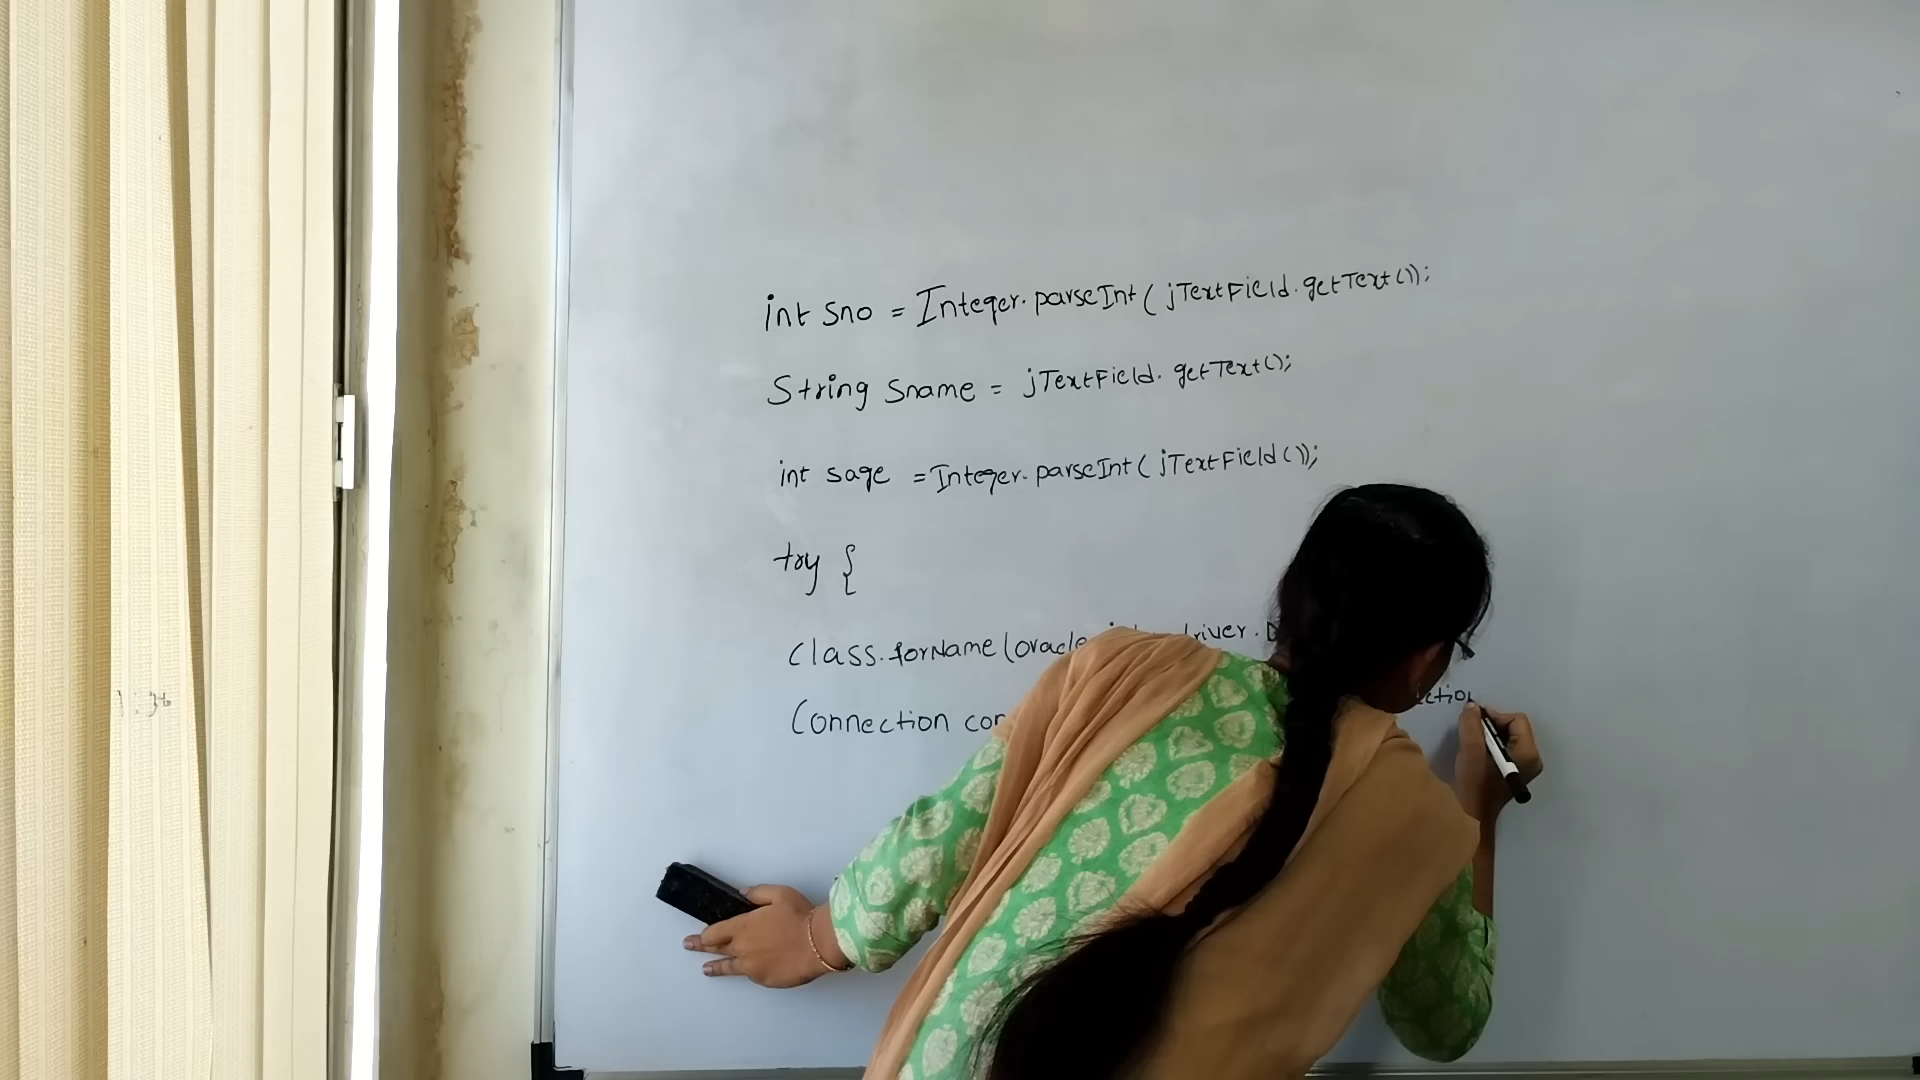 int sno = Integer.parseInt( jTextField.getText());
String Sname = jTextField. getText();
int sage = Integer.parseInt( jTextField());
try {
Class.forName(oracle
Connection